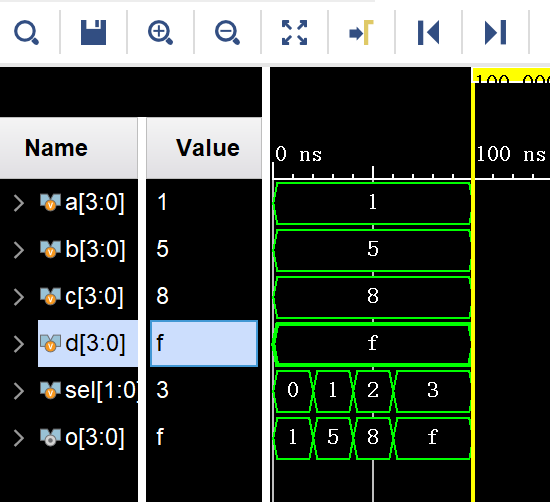 100.000
Name Value 0 ns 100 ns
a[3:0] 1 1
b[3:0] 5 5
c[3:0] 8 8
d[3:0] f f
sel[1:0] 3 0 1 2 3
o[3:0] f 1 5 8 f